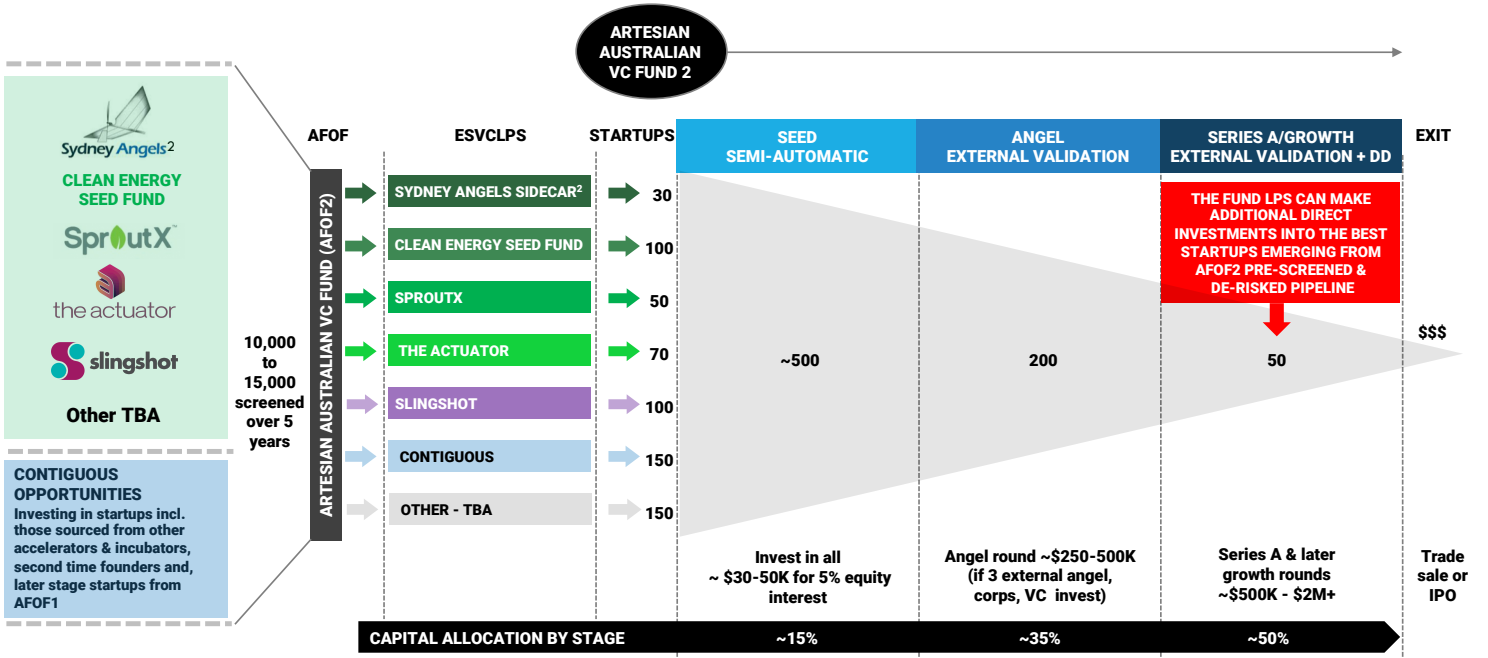 ARTESIAN
AUSTRALIAN
VC FUND 2
Sydney Angels2
CLEAN ENERGY
SEED FUND
SproutX™
the actuator
slingshot
Other TBA
CONTIGUOUS
OPPORTUNITIES
Investing in startups incl.
those sourced from other
accelerators & incubators,
second time founders and,
later stage startups from
AFOF1
10,000
to
15,000
screened
over 5
years
AFOF
ESVCLPS
STARTUPS
SEED
SEMI-AUTOMATIC
ANGEL
EXTERNAL VALIDATION
SERIES A/GROWTH
EXTERNAL VALIDATION + DD
EXIT
ARTESIAN AUSTRALIAN VC FUND (AFOF2)
SYDNEY ANGELS SIDECAR2
30
CLEAN ENERGY SEED FUND
100
SPROUTX
50
THE ACTUATOR
70
SLINGSHOT
100
CONTIGUOUS
150
OTHER - TBA
150
THE FUND LPS CAN MAKE
ADDITIONAL DIRECT
INVESTMENTS INTO THE BEST
STARTUPS EMERGING FROM
AFOF2 PRE-SCREENED &
DE-RISKED PIPELINE
~500
200
50
$$$
Invest in all
~ $30-50K for 5% equity
interest
Angel round ~$250-500K
(if 3 external angel,
corps, VC invest)
Series A & later
growth rounds
~$500K - $2M+
Trade
sale or
IPO
CAPITAL ALLOCATION BY STAGE
~15%
~35%
~50%